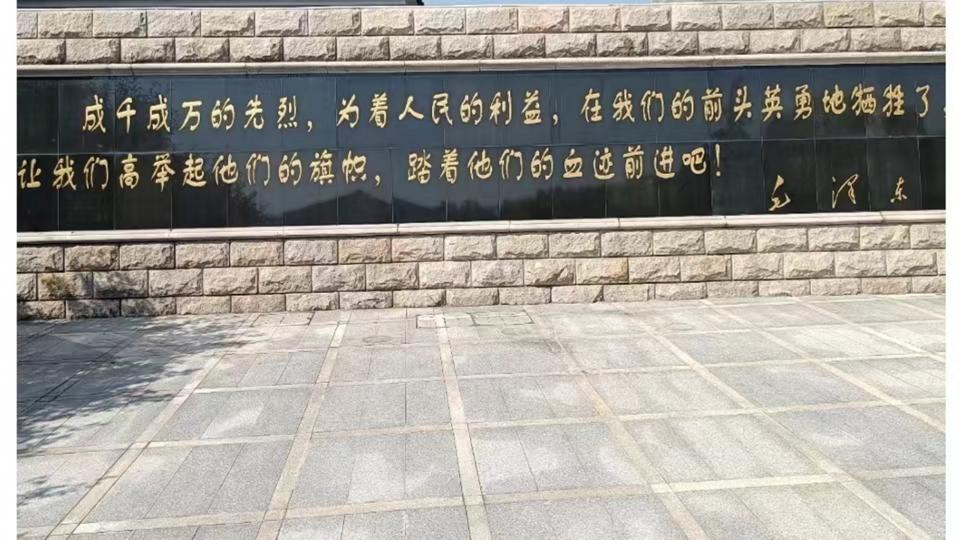 成千成万的先烈，为着人民的利益，在我们的前头英勇地牺牲了，
让我们高举起他们的旗帜，踏着他们的血迹前进吧！
毛泽东